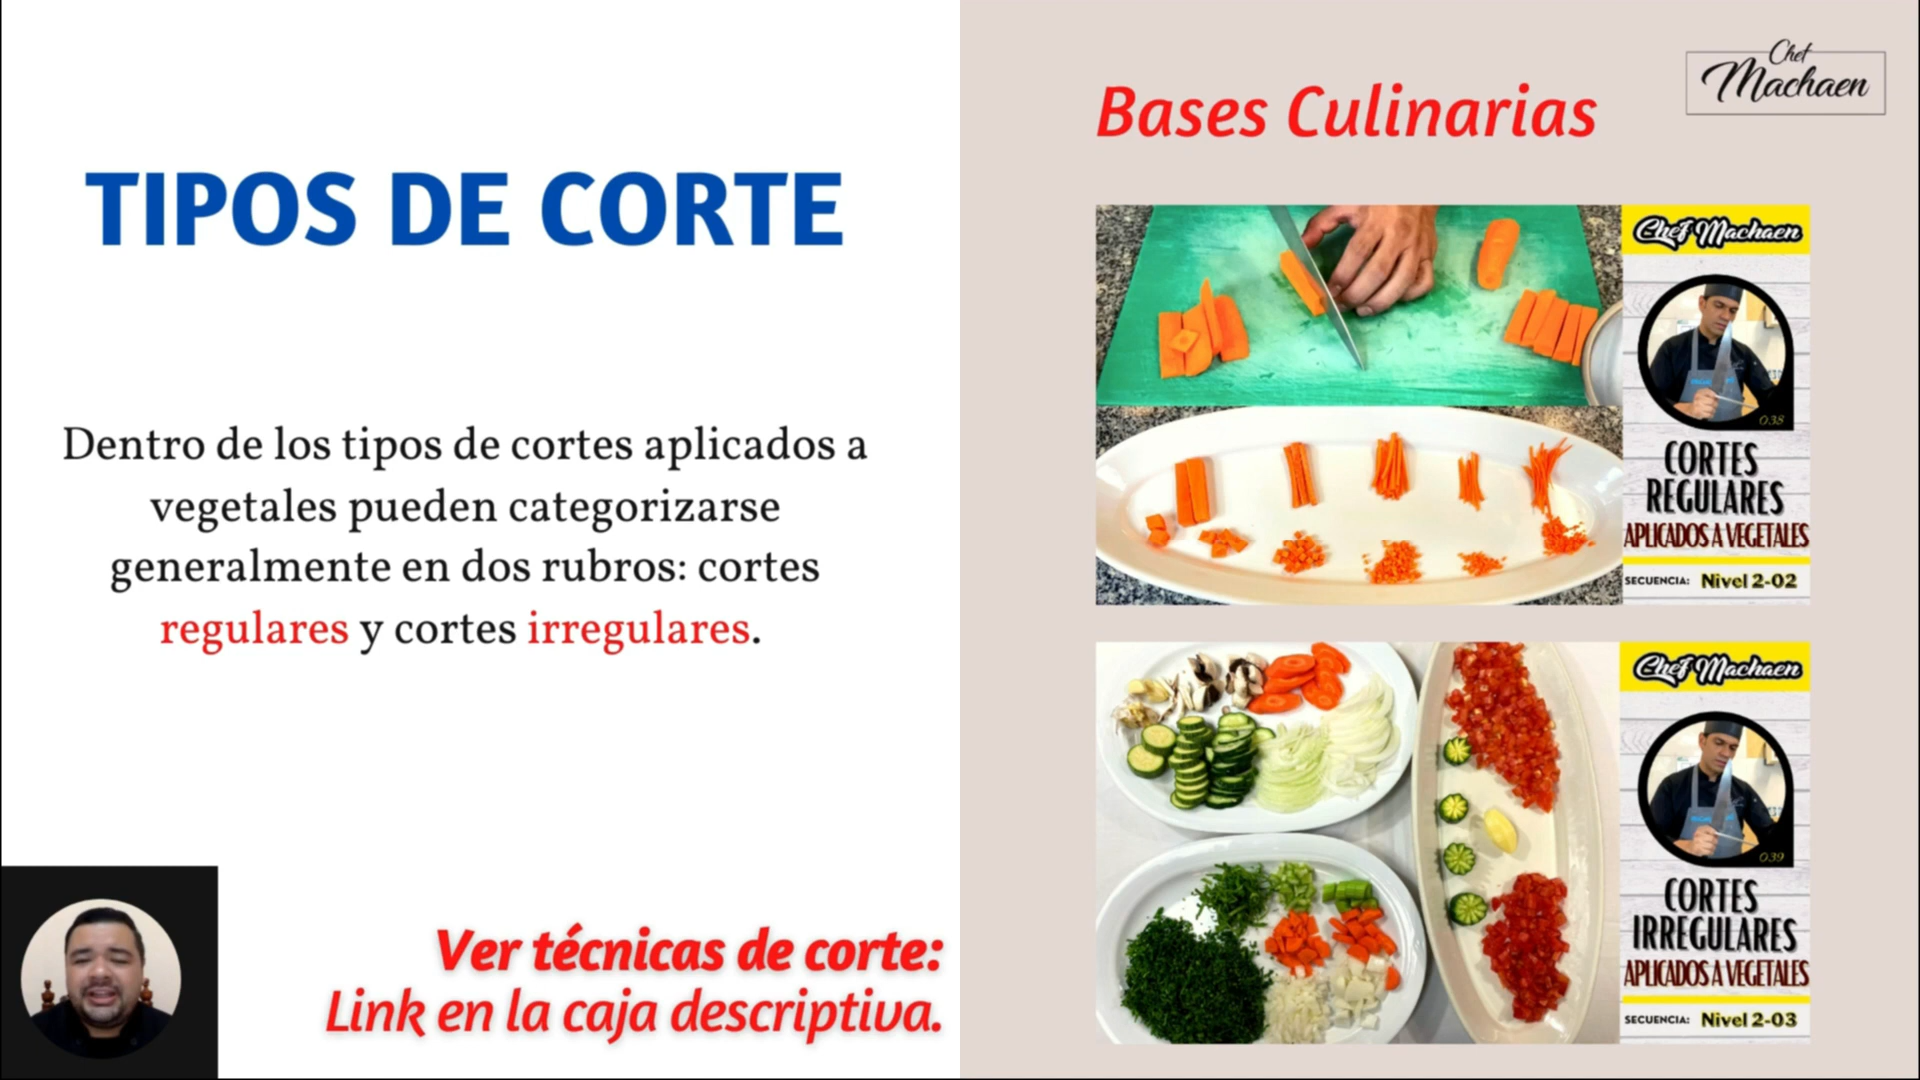 TIPOS DE CORTE
Dentro de los tipos de cortes aplicados a
vegetales pueden categorizarse
generalmente en dos rubros: cortes
regulares y cortes irregulares.
Ver técnicas de corte:
Link en la caja descriptiva.
Chef
Machaen
Bases Culinarias
Chef Machaen
038
CORTES
REGULARES
APLICADOS A VEGETALES
SECUENCIA: Nivel 2-02
Chef Machaen
039
CORTES
IRREGULARES
APLICADOS A VEGETALES
SECUENCIA: Nivel 2-03